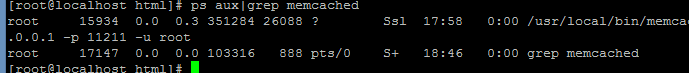 [root@localhost html]# ps aux|grep memcached
root     15934  0.0  0.3 351284 26088 ?        Ssl  17:58   0:00 /usr/local/bin/memca
.0.0.1 -p 11211 -u root
root     17147  0.0  0.0 103316   888 pts/0    S+   18:46   0:00 grep memcached
[root@localhost html]#